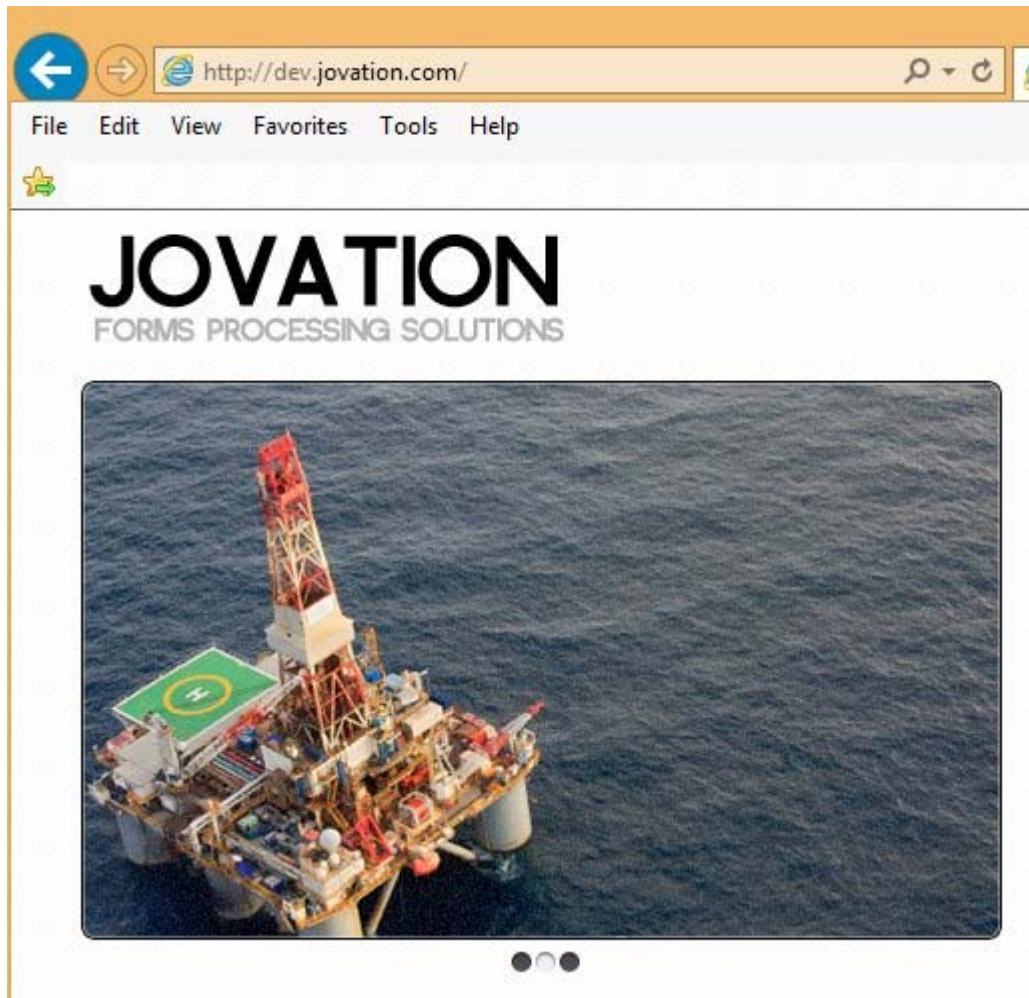 http://dev.jovation.com/
File Edit View Favorites Tools Help
JOVATION
FORMS PROCESSING SOLUTIONS
H